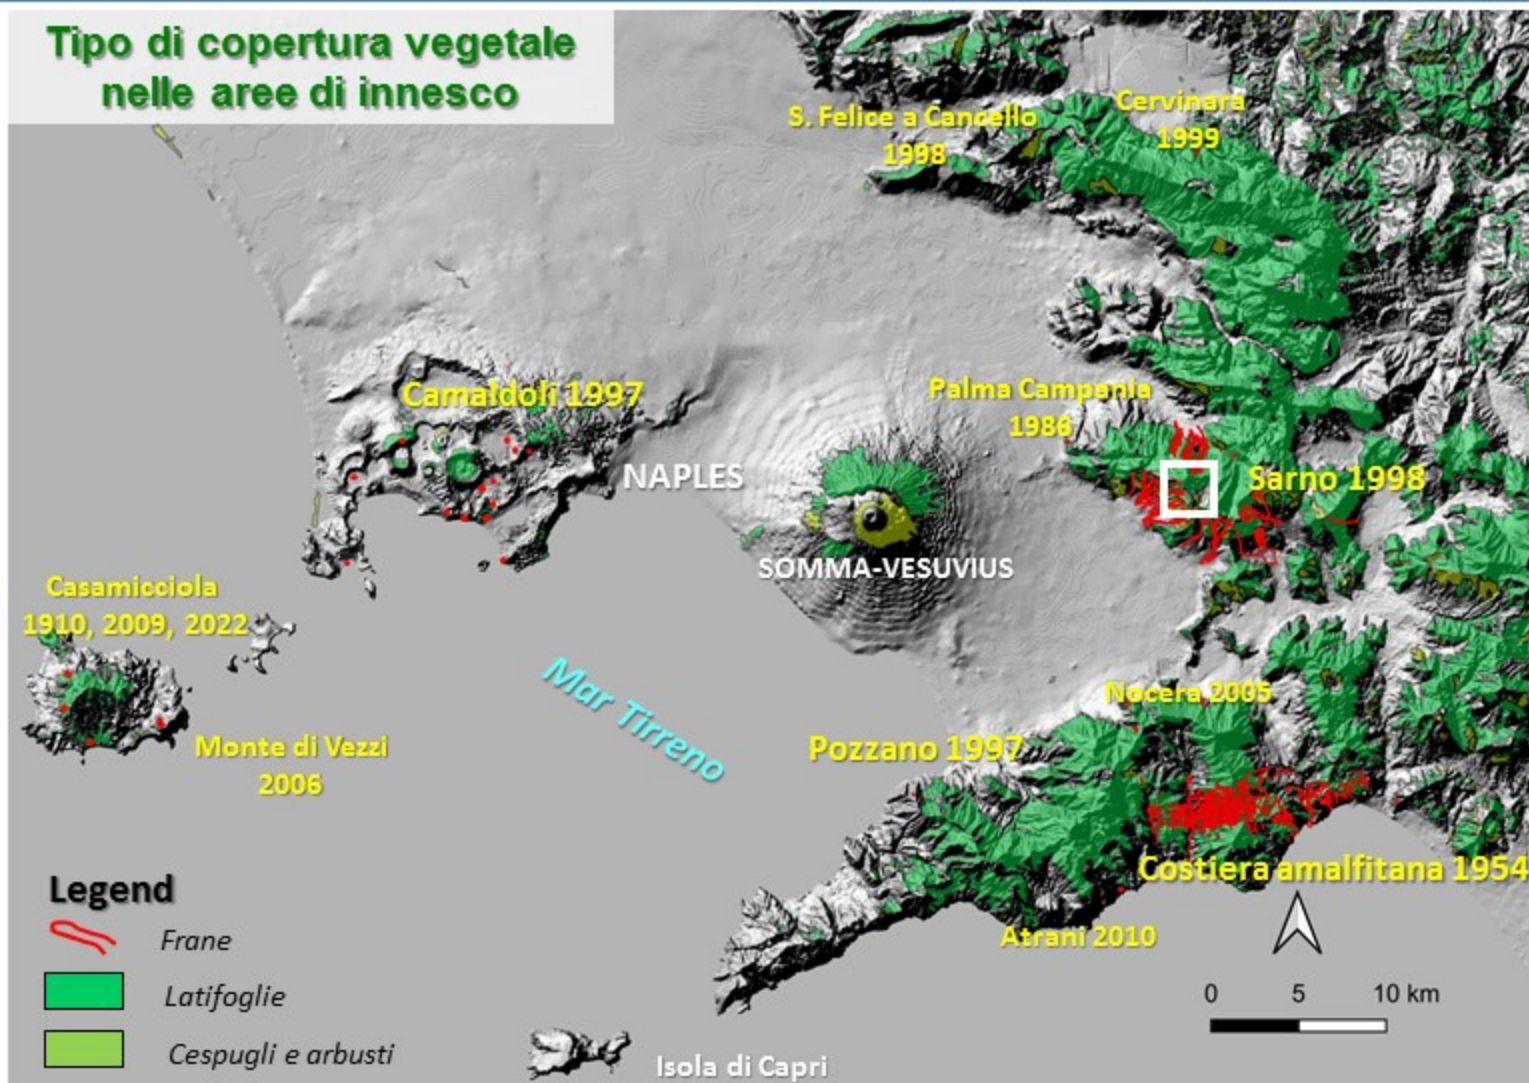 Tipo di copertura vegetale
nelle aree di innesco
S. Felice a Cancello
1998
Cervinara
1999
Camaldoli 1997
Palma Campania
1986
NAPLES
Sarno 1998
SOMMA-VESUVIUS
Casamicciola
1910, 2009, 2022
Mar Tirreno
Nocera 2005
Monte di Vezzi
2006
Pozzano 1997
Costiera amalfitana 1954
Atrani 2010
Legend
Frane
Latifoglie
Cespugli e arbusti
0 5 10 km
Isola di Capri